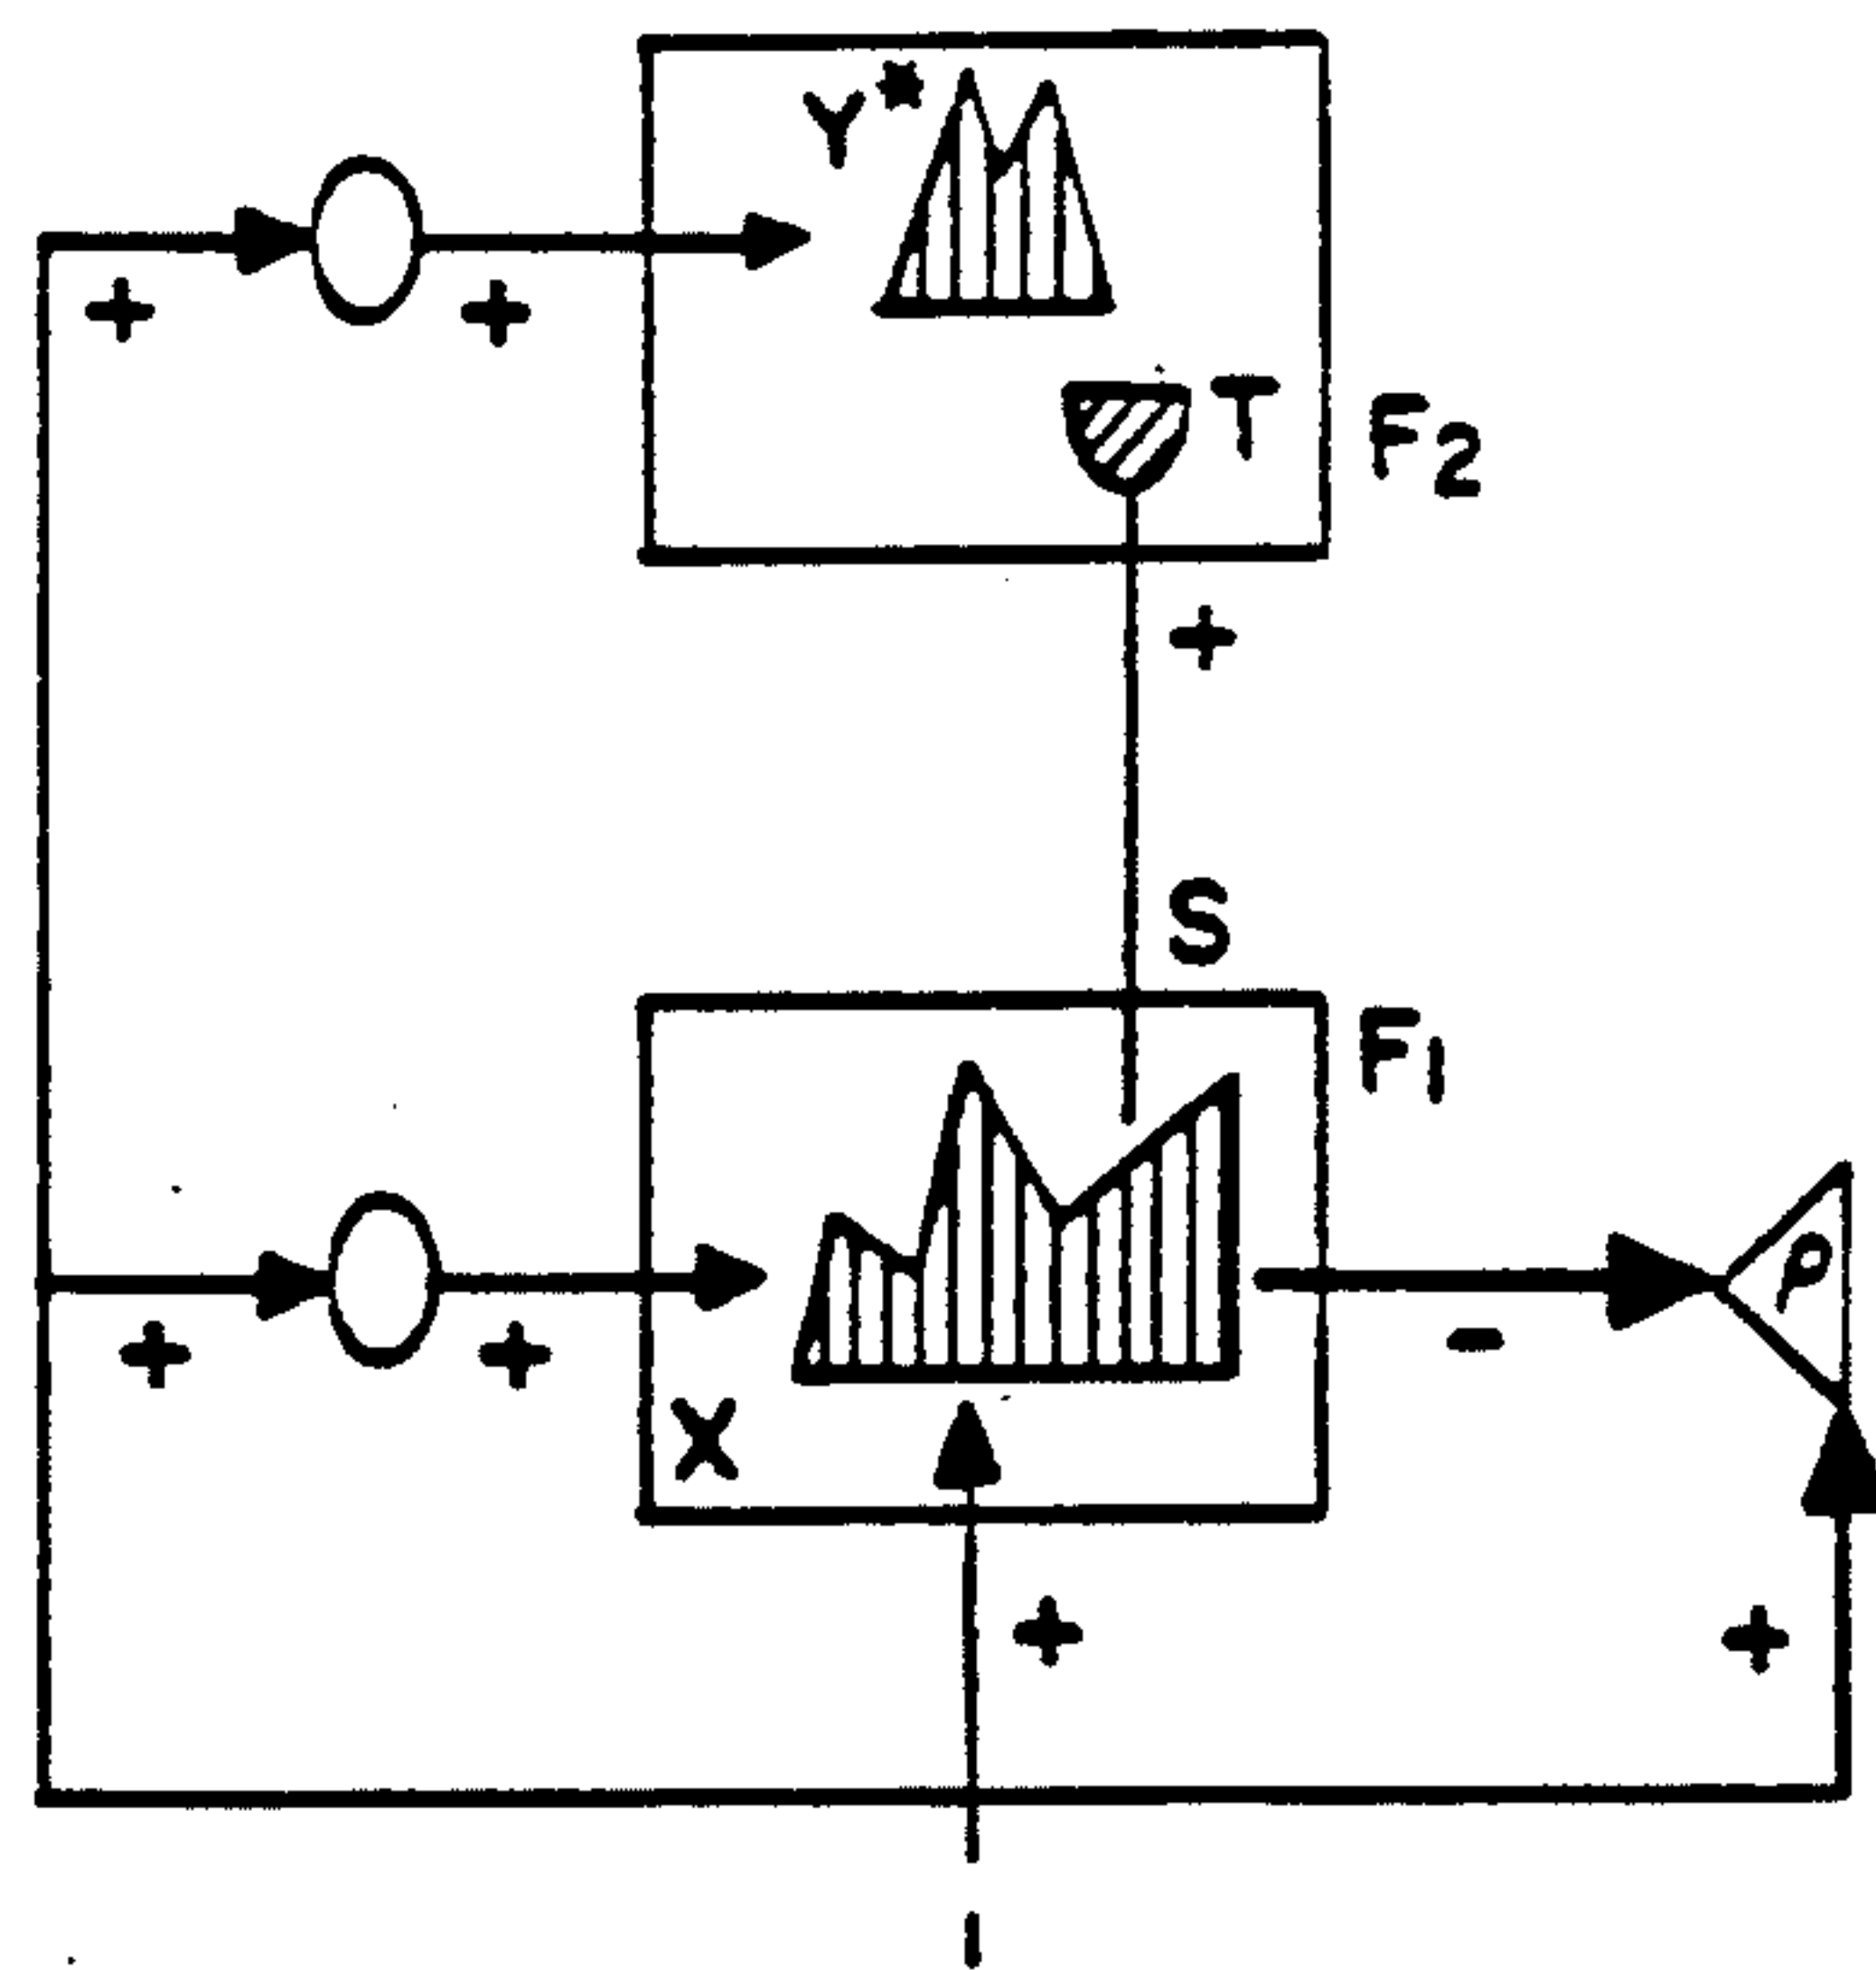 Y*
+ +
T
F2
+
S
F1
+ +
-
ρ
X
+
+
I